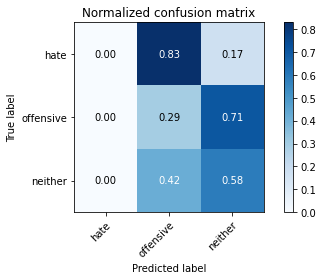 Normalized confusion matrix
hate 0.00 0.83 0.17
offensive 0.00 0.29 0.71
neither 0.00 0.42 0.58
True label
hate offensive neither
Predicted label
0.8
0.7
0.6
0.5
0.4
0.3
0.2
0.1
0.0